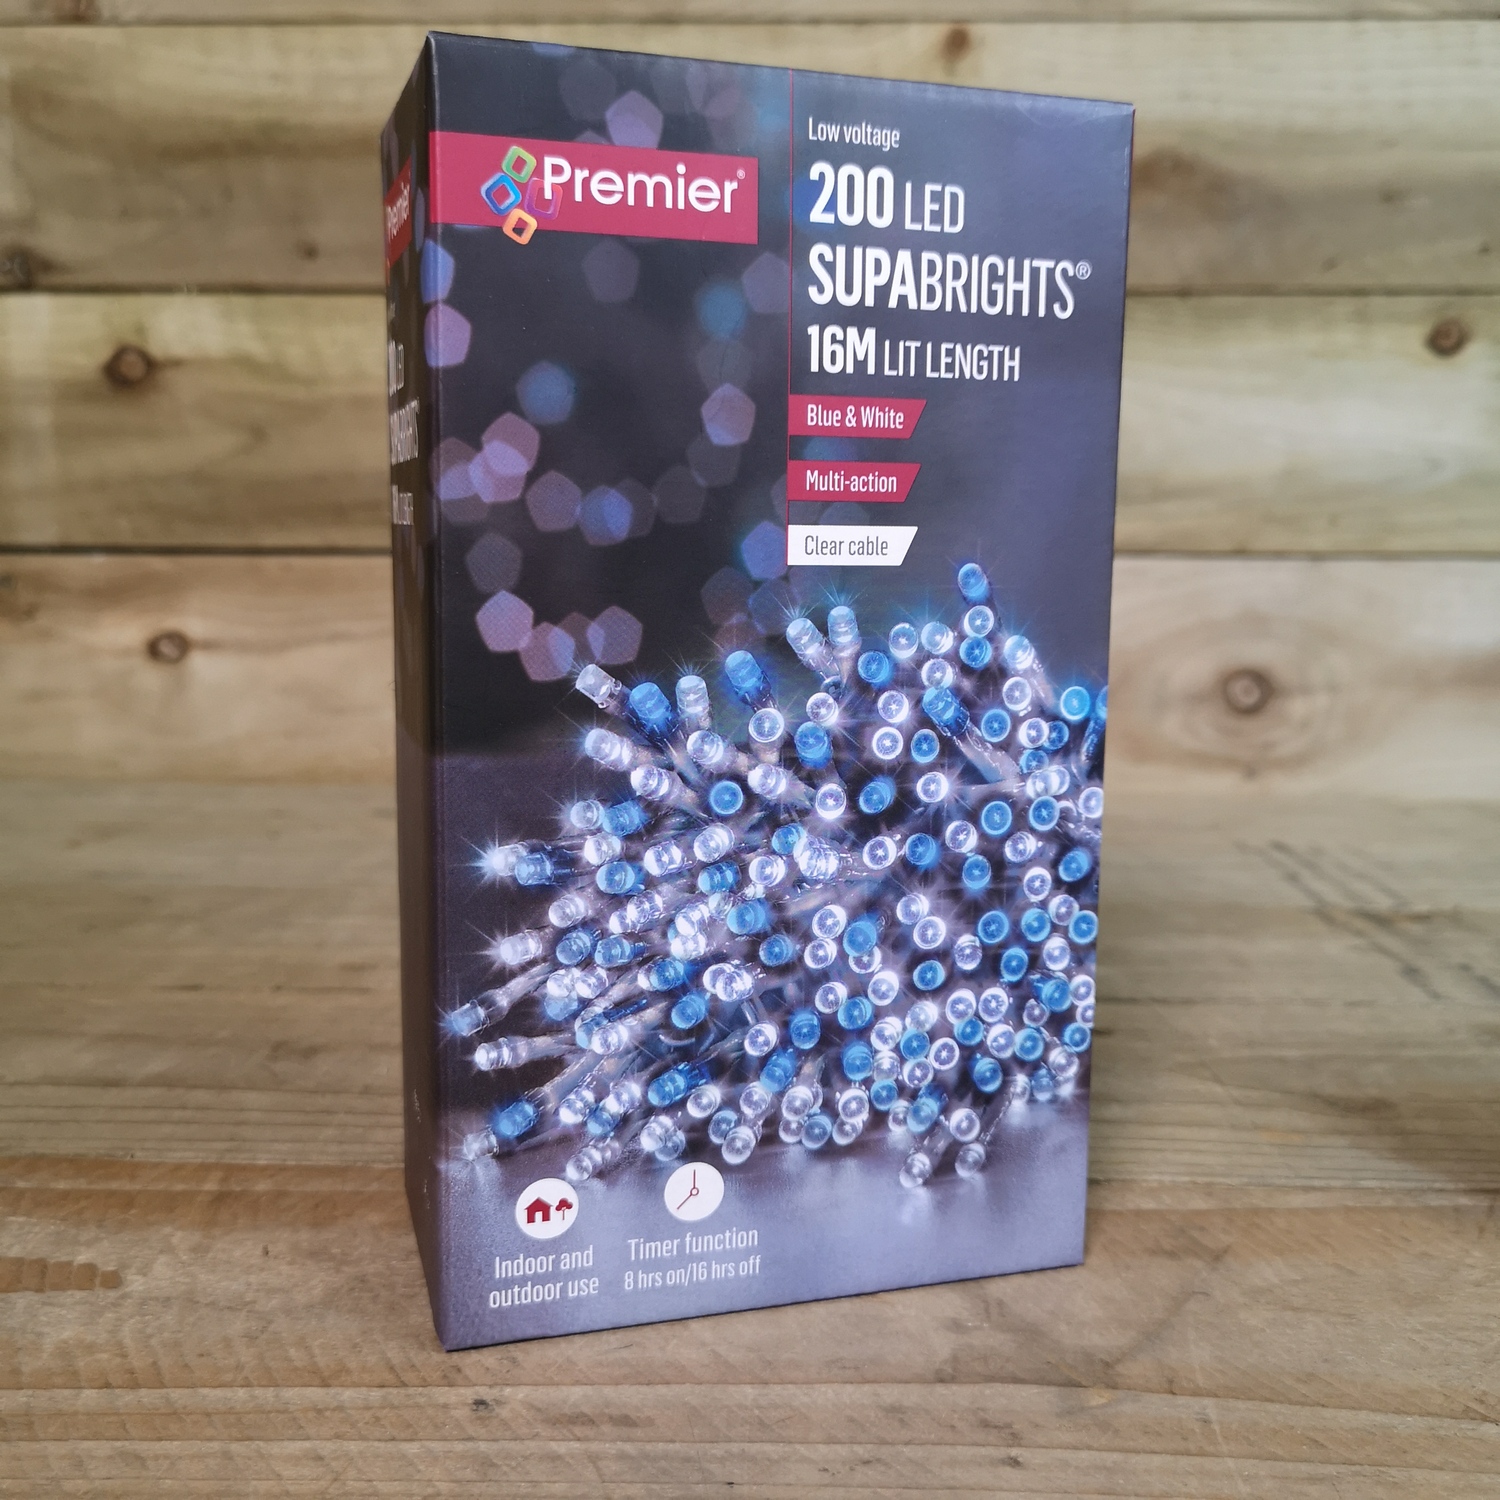 Premier®
Low voltage
200 LED
SUPABRIGHTS®
16M LIT LENGTH
Blue & White
Multi-action
Clear cable
Indoor and
outdoor use
Timer function
8 hrs on/16 hrs off
Premier